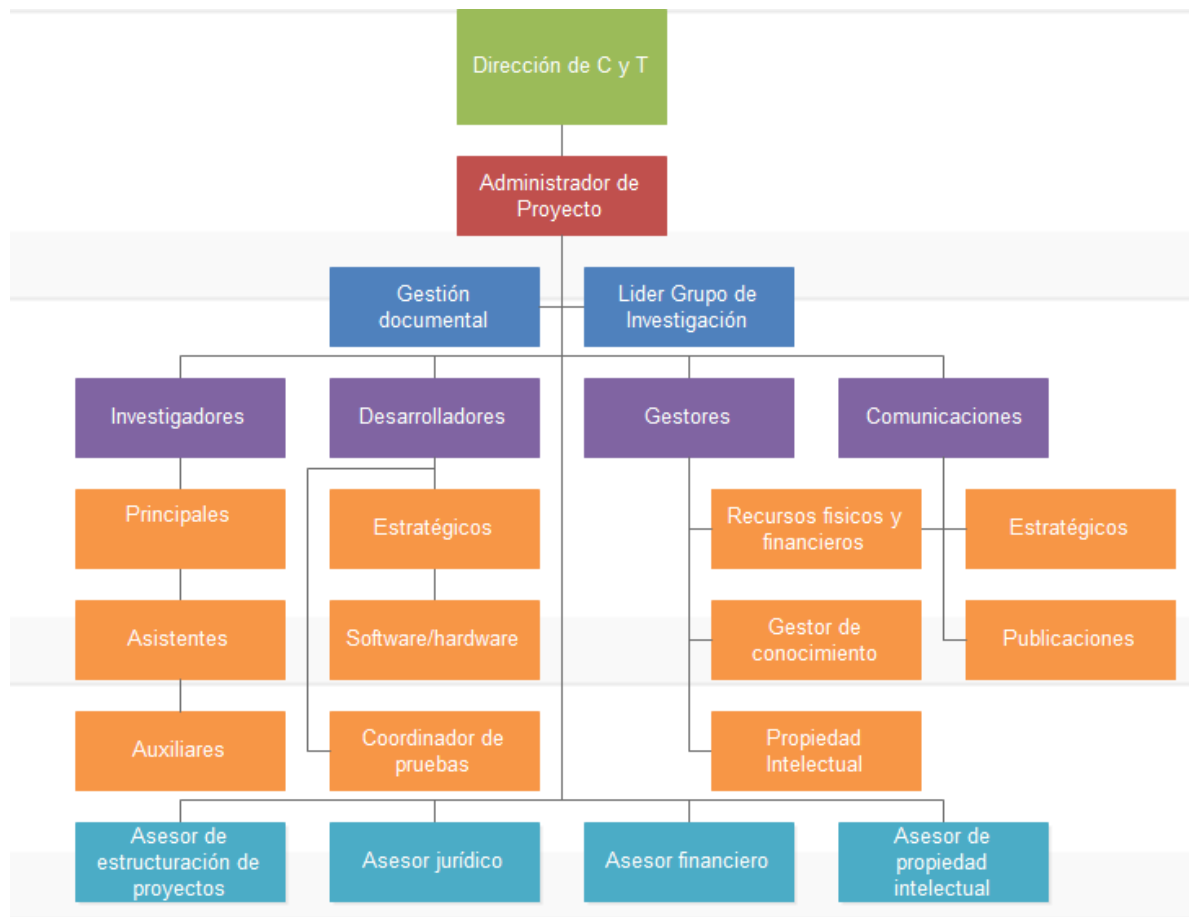 Dirección de C y T
Administrador de
Proyecto
Gestión
documental
Lider Grupo de
Investigación
Investigadores
Desarrolladores
Gestores
Comunicaciones
Principales
Estratégicos
Recursos fisicos y
financieros
Estratégicos
Asistentes
Software/hardware
Gestor de
conocimiento
Publicaciones
Auxiliares
Coordinador de
pruebas
Propiedad
Intelectual
Asesor de
estructuración de
proyectos
Asesor jurídico
Asesor financiero
Asesor de
propiedad
intelectual